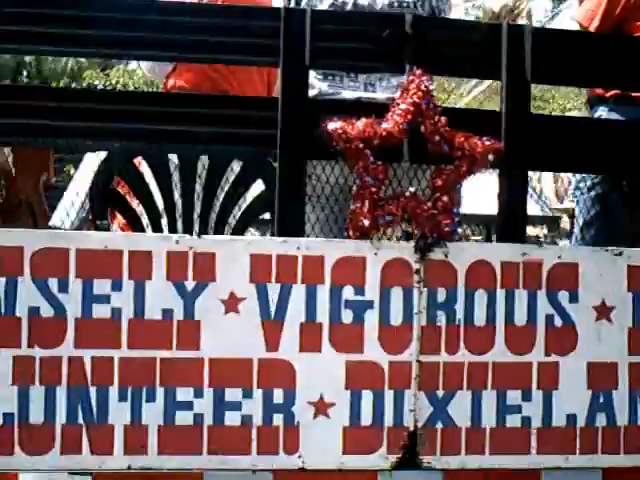 NSELY ★ VIGOROUS ★
LUNTEER ★ DIXIELAN